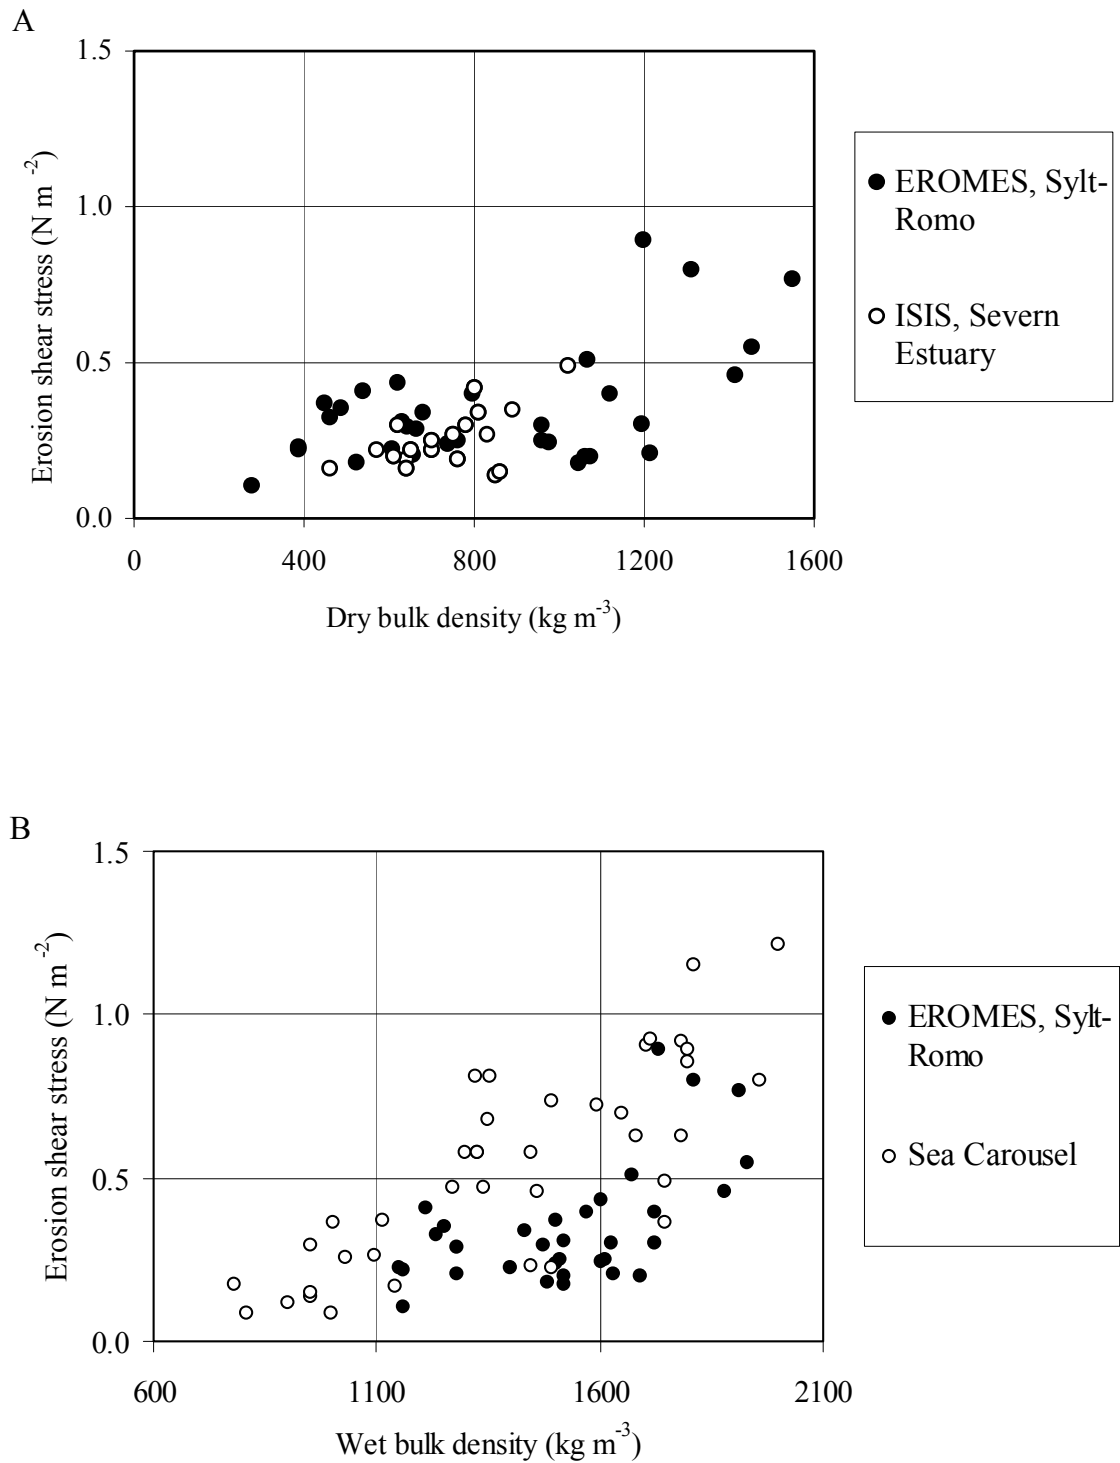 A
1.5
1.0
0.5
0.0
Erosion shear stress (N m-2)
0 400 800 1200 1600
Dry bulk density (kg m-3)
EROMES, Sylt-
Romo
ISIS, Severn
Estuary
B
1.5
1.0
0.5
0.0
Erosion shear stress (N m-2)
600 1100 1600 2100
Wet bulk density (kg m-3)
EROMES, Sylt-
Romo
Sea Carousel